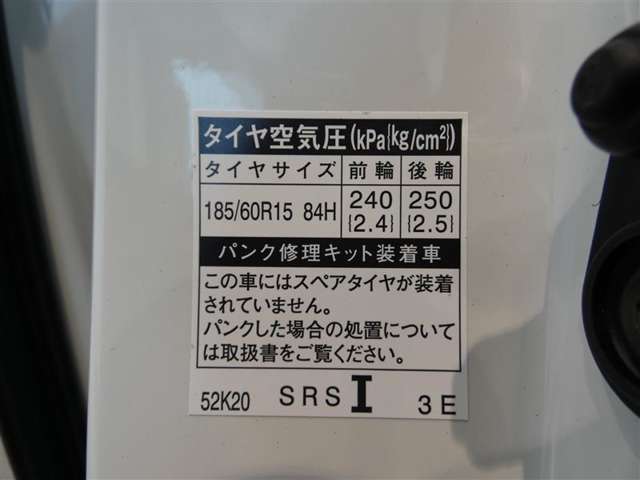 タイヤ空気圧(kPa{kg/cm²})
タイヤサイズ 前輪 後輪
185/60R15 84H 240 250
{2.4} {2.5}
パンク修理キット装着車
この車にはスペアタイヤが装着
されていません。
パンクした場合の処置について
は取扱書をご覧ください。
52K20 SRS I 3E